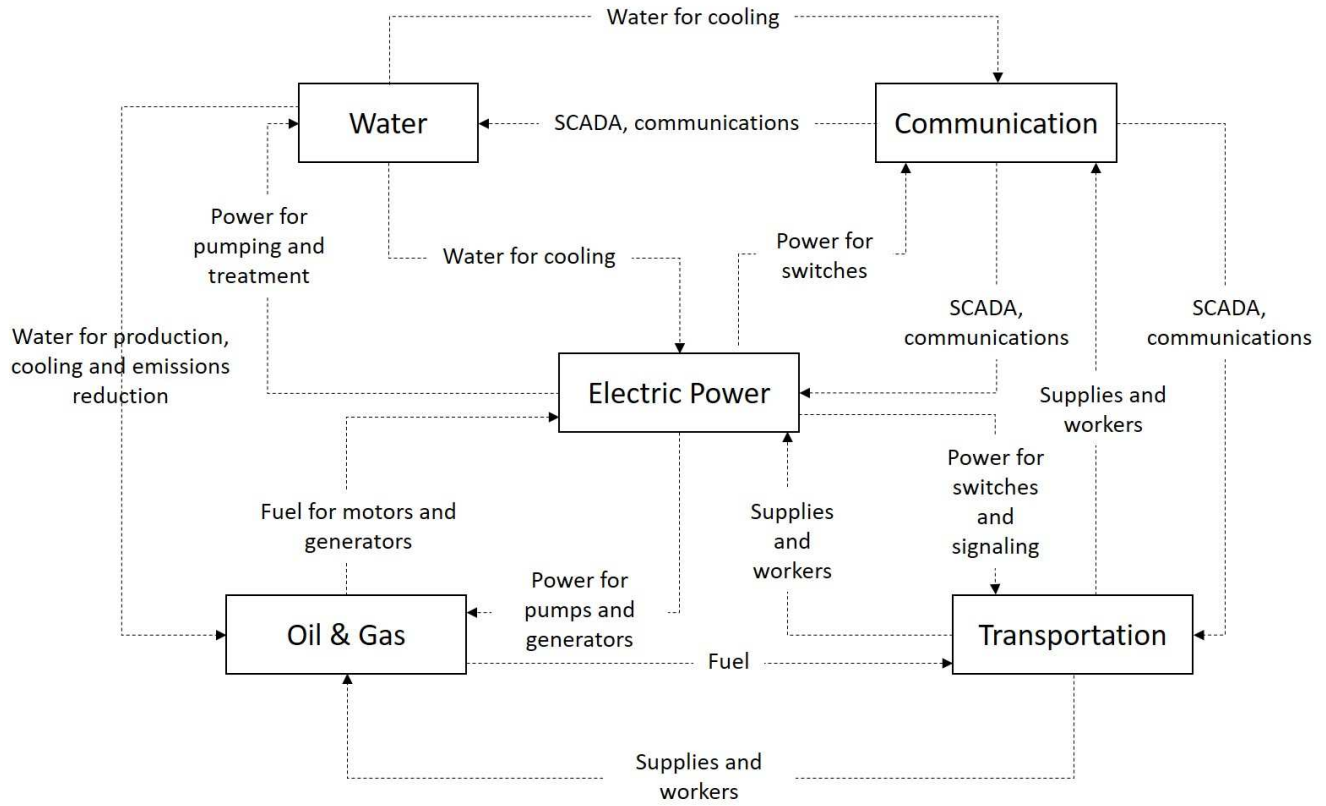 Water for cooling
Water
SCADA, communications
Communication
Power for
pumping and
treatment
Water for cooling
Power for
switches
SCADA,
communications
SCADA,
communications
Water for production,
cooling and emissions
reduction
Electric Power
Supplies and
workers
Power for
switches
and
signaling
Fuel for motors and
generators
Supplies
and
workers
Power for
pumps and
generators
Oil & Gas
Transportation
Fuel
Supplies and
workers